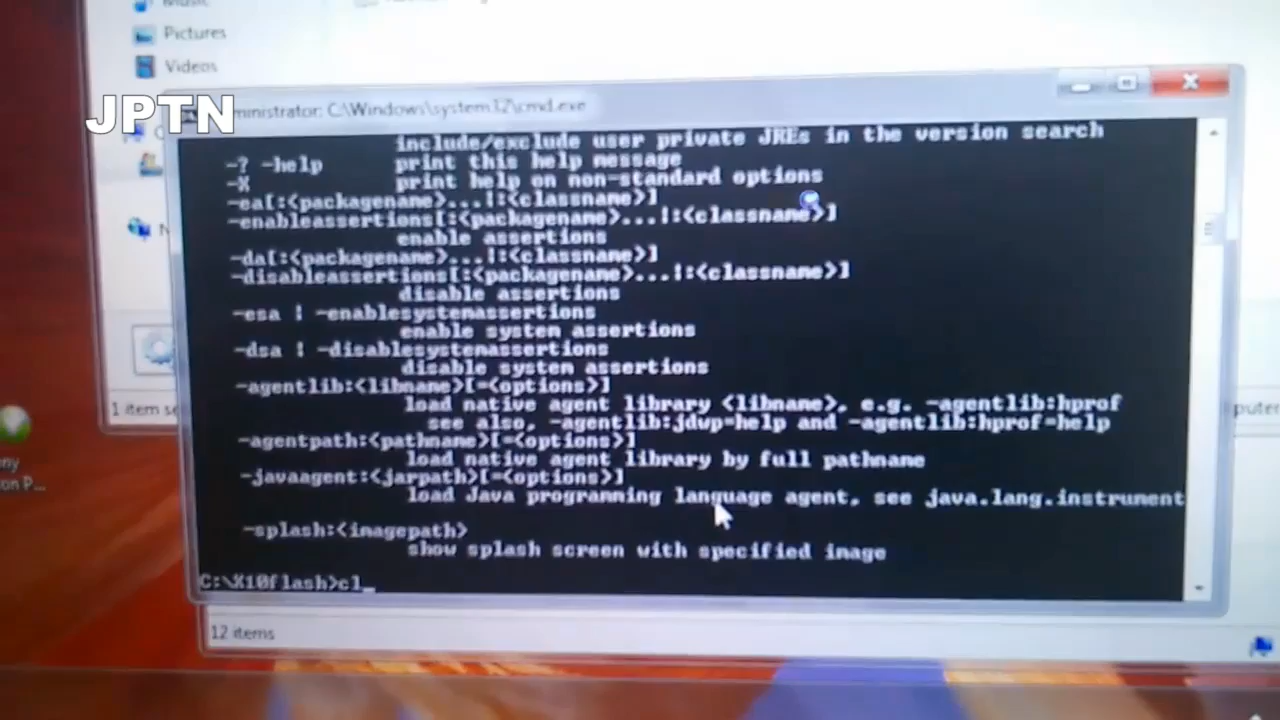 Music
Pictures
Videos
JPTN
ministrator: C:\Windows\system32\cmd.exe
include/exclude user private JREs in the version search
-? -help print this help message
-X print help on non-standard options
-ea[:<packagename>...|:<classname>]
-enableassertions[:<packagename>...|:<classname>]
enable assertions
-da[:<packagename>...|:<classname>]
-disableassertions[:<packagename>...|:<classname>]
disable assertions
-esa | -enablesystemassertions
enable system assertions
-dsa | -disablesystemassertions
disable system assertions
-agentlib:<libname>[=<options>]
load native agent library <libname>, e.g. -agentlib:hprof
see also, -agentlib:jdwp=help and -agentlib:hprof=help
-agentpath:<pathname>[=<options>]
load native agent library by full pathname
-javaagent:<jarpath>[=<options>]
load Java programming language agent, see java.lang.instrument
-splash:<imagepath>
show splash screen with specified image
C:\X10flash>cl_
1 item se
puter
ny
on P...
12 items